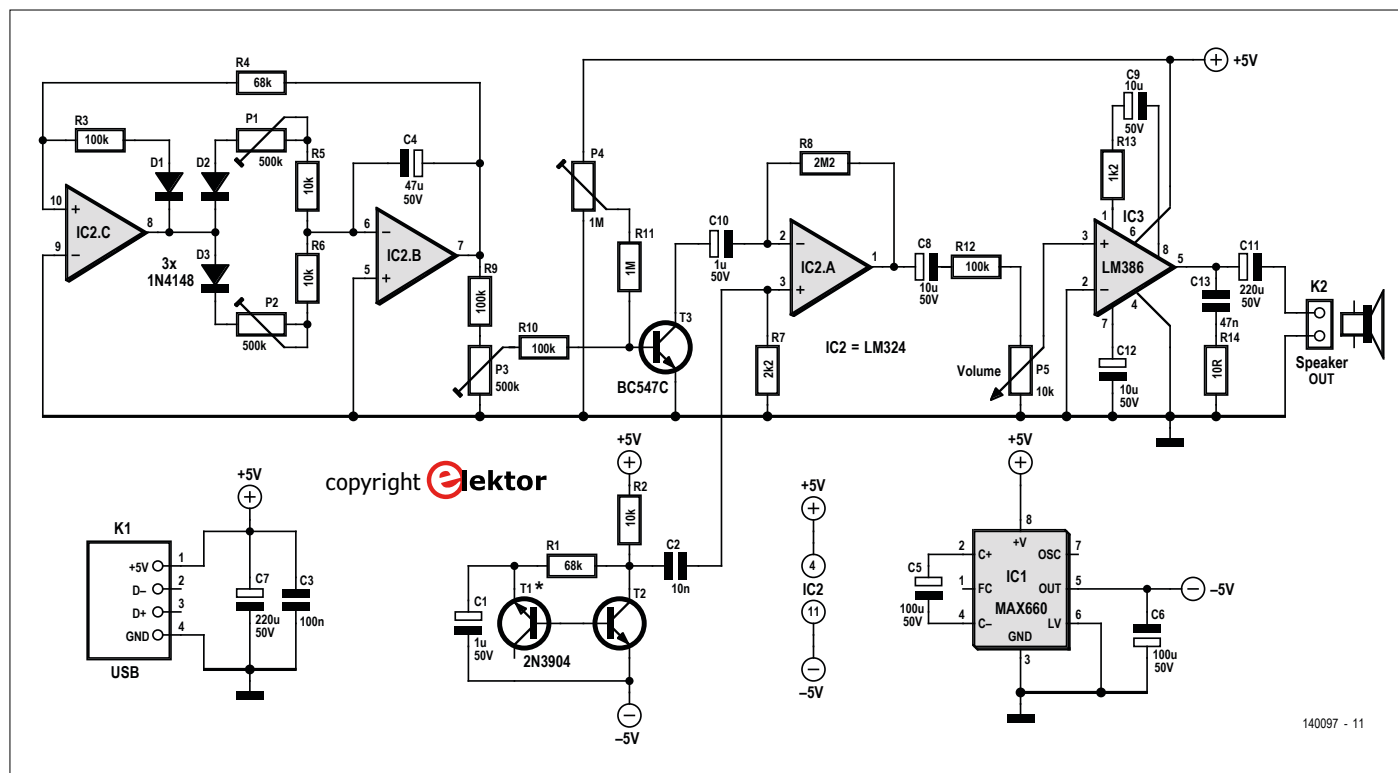 R4
68k
+5V
C9
10u
50V
R3
100k
P1
500k
D1
D2
R5
10k
C4
47u
50V
P4
1M
R8
2M2
R13
1k2
10
+
9
−
IC2.C
8
D3
3x
1N4148
P2
500k
R6
10k
6
−
5
+
IC2.B
7
R9
100k
R11
1M
C10
1u
50V
2
−
3
+
IC2.A
1
C8
10u
50V
R12
100k
IC3
1
6
3
+
2
−
LM386
8
5
7
4
C11
220u
50V
C13
47n
K2
R10
100k
T3
BC547C
P3
500k
R7
2k2
IC2 = LM324
Volume
P5
10k
C12
10u
50V
R14
10R
Speaker
OUT
copyright elektor
+5V
K1
+5V
D–
D+
GND
1
2
3
4
USB
C7
220u
50V
C3
100n
+5V
R2
10k
R1
68k
C2
10n
C1
1u
50V
T1*
T2
2N3904
–5V
+5V
4
IC2
11
–5V
+5V
8
+V
2
C+
OSC
7
C5
100u
50V
1
FC
IC1
OUT
5
–5V
MAX660
4
C–
LV
6
GND
3
C6
100u
50V
140097 - 11